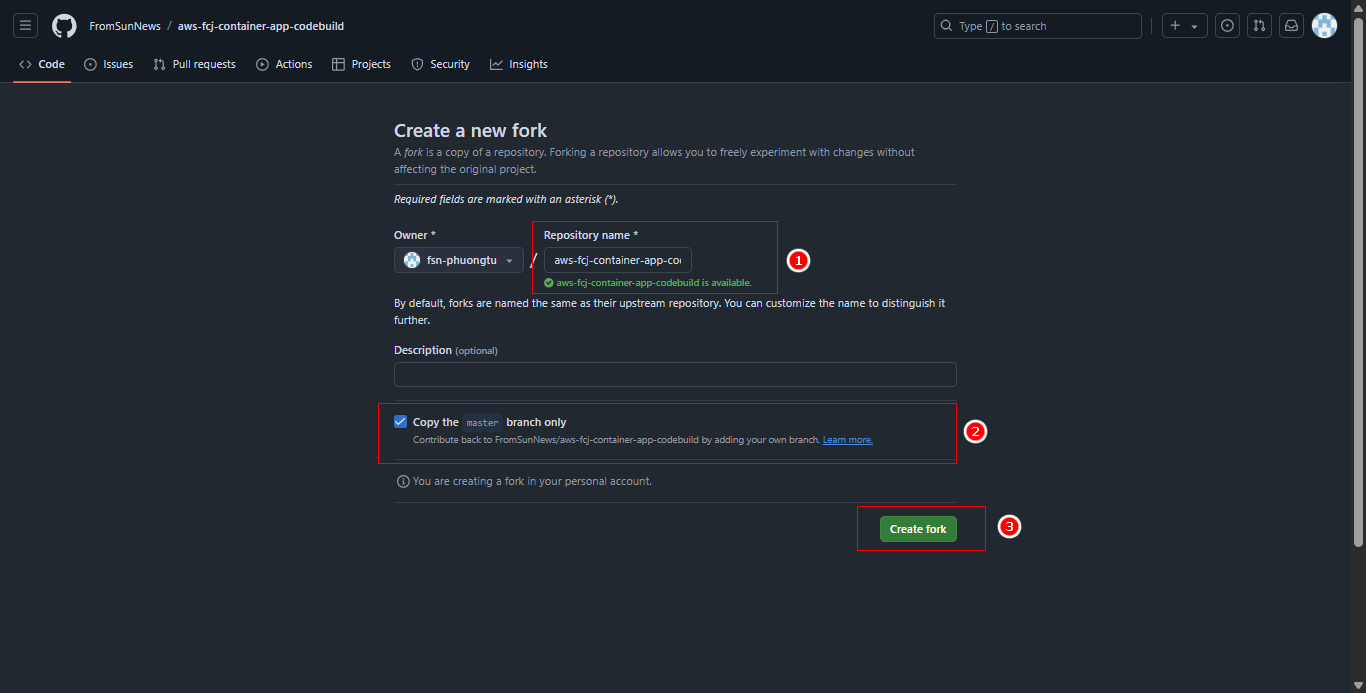 FromSunNews / aws-fcj-container-app-codebuild
Type / to search
Code Issues Pull requests Actions Projects Security Insights
Create a new fork
A fork is a copy of a repository. Forking a repository allows you to freely experiment with changes without
affecting the original project.
Required fields are marked with an asterisk (*).
Owner *
Repository name *
fsn-phuongtu
/
aws-fcj-container-app-co
1
aws-fcj-container-app-codebuild is available.
By default, forks are named the same as their upstream repository. You can customize the name to distinguish it
further.
Description (optional)
Copy the master branch only
2
Contribute back to FromSunNews/aws-fcj-container-app-codebuild by adding your own branch. Learn more.
You are creating a fork in your personal account.
Create fork
3